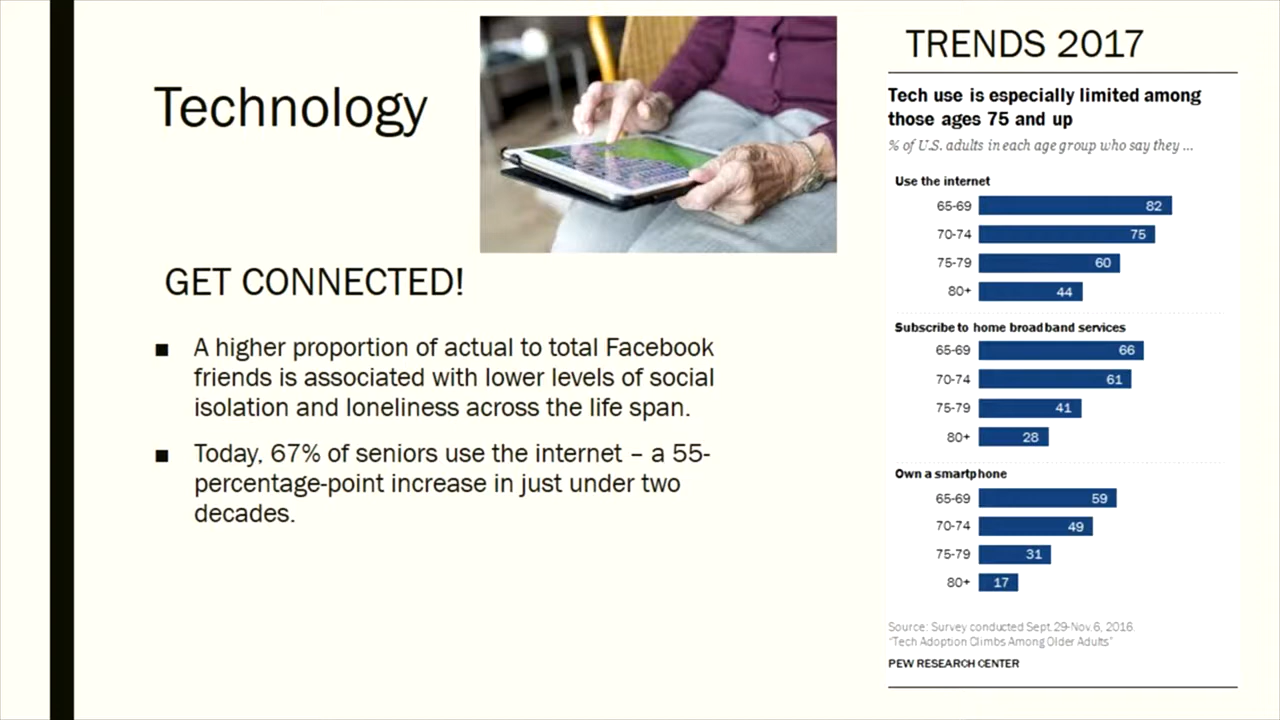 Technology
GET CONNECTED!
■ A higher proportion of actual to total Facebook
friends is associated with lower levels of social
isolation and loneliness across the life span.
■ Today, 67% of seniors use the internet – a 55-
percentage-point increase in just under two
decades.
TRENDS 2017
Tech use is especially limited among
those ages 75 and up
% of U.S. adults in each age group who say they ...
Use the internet
65-69 82
70-74 75
75-79 60
80+ 44
Subscribe to home broadband services
65-69 66
70-74 61
75-79 41
80+ 28
Own a smartphone
65-69 59
70-74 49
75-79 31
80+ 17
Source: Survey conducted Sept. 29-Nov. 6, 2016.
"Tech Adoption Climbs Among Older Adults"
PEW RESEARCH CENTER